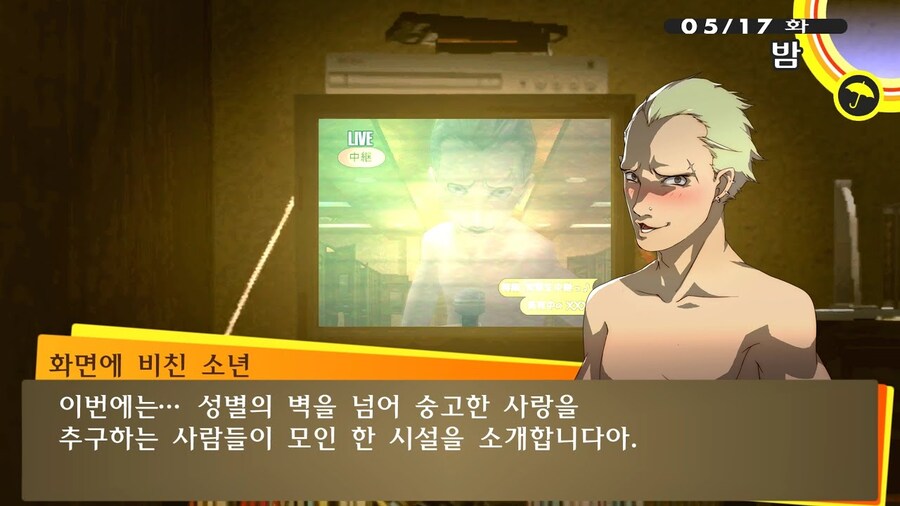 05/17 화
밤
LIVE
中継
화면에 비친 소년
이번에는… 성별의 벽을 넘어 숭고한 사랑을
추구하는 사람들이 모인 한 시설을 소개합니다아.